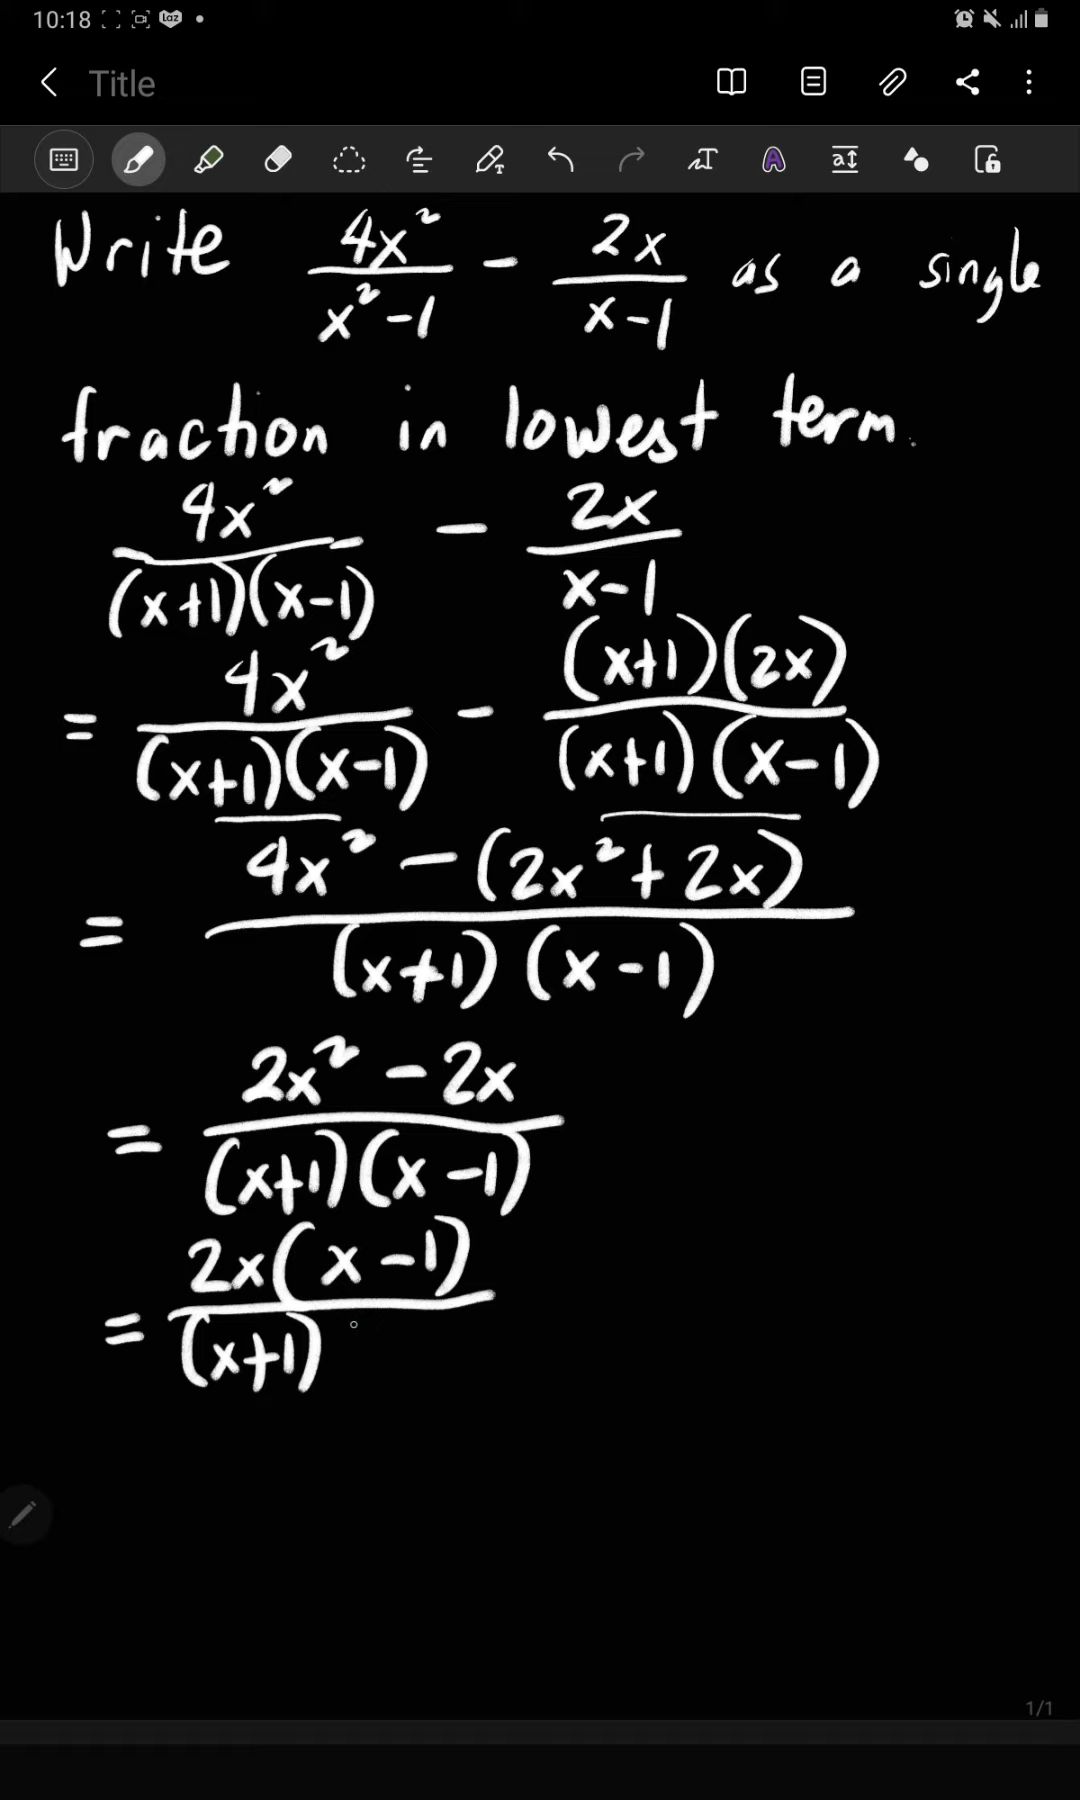 10:18 laz
Title
Write 4x²/(x²-1) - 2x/(x-1) as a single
fraction in lowest term.
4x²/((x+1)(x-1)) - 2x/(x-1)
= 4x²/((x+1)(x-1)) - (x+1)(2x)/((x+1)(x-1))
= (4x² - (2x²+2x))/((x+1)(x-1))
= (2x² - 2x)/((x+1)(x-1))
= 2x(x-1)/(x+1)
1/1